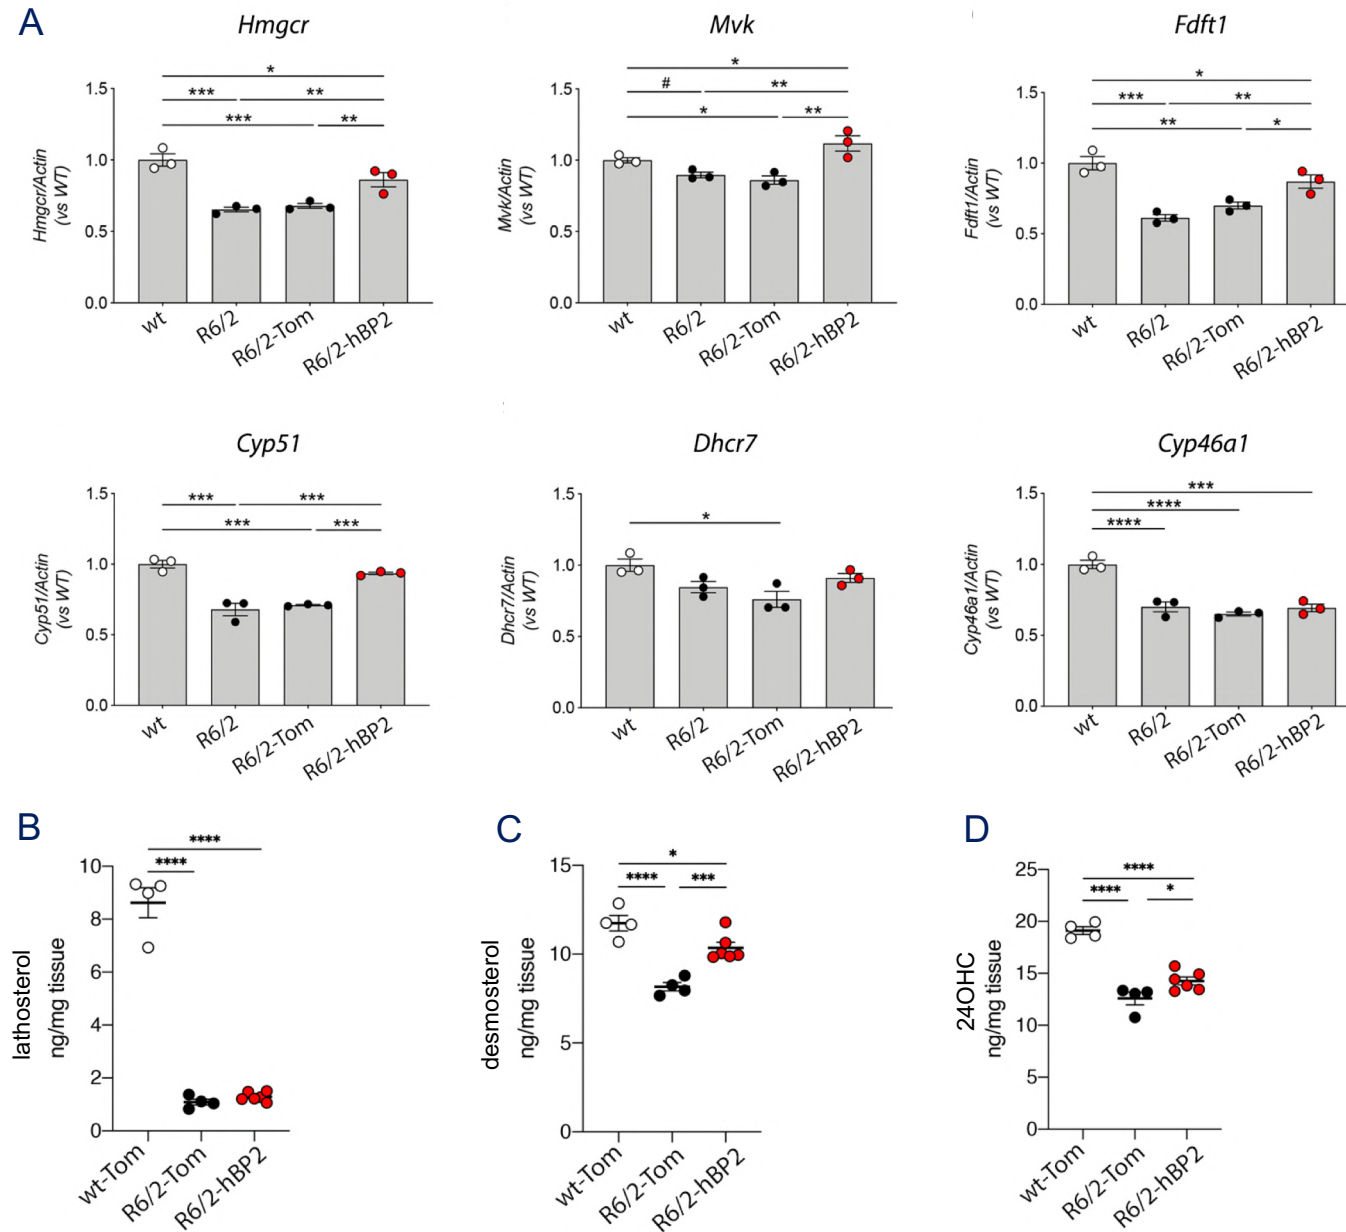 A
Hmgcr
*
***
**
***
**
1.5
1.0
0.5
0.0
Hmgcr/Actin
(vs WT)
wt
R6/2
R6/2-Tom
R6/2-hBP2
Mvk
*
#
**
*
**
1.5
1.0
0.5
0.0
Mvk/Actin
(vs WT)
wt
R6/2
R6/2-Tom
R6/2-hBP2
Fdft1
*
***
**
**
*
1.5
1.0
0.5
0.0
Fdft1/Actin
(vs WT)
wt
R6/2
R6/2-Tom
R6/2-hBP2
Cyp51
***
***
***
***
1.5
1.0
0.5
0.0
Cyp51/Actin
(vs WT)
wt
R6/2
R6/2-Tom
R6/2-hBP2
Dhcr7
*
1.5
1.0
0.5
0.0
Dhcr7/Actin
(vs WT)
wt
R6/2
R6/2-Tom
R6/2-hBP2
Cyp46a1
***
****
****
1.5
1.0
0.5
0.0
Cyp46a1/Actin
(vs WT)
wt
R6/2
R6/2-Tom
R6/2-hBP2
B
****
****
10
8
6
4
2
0
lathosterol
ng/mg tissue
wt-Tom
R6/2-Tom
R6/2-hBP2
C
*
****
***
15
10
5
0
desmosterol
ng/mg tissue
wt-Tom
R6/2-Tom
R6/2-hBP2
D
****
****
*
25
20
15
10
5
0
24OHC
ng/mg tissue
wt-Tom
R6/2-Tom
R6/2-hBP2